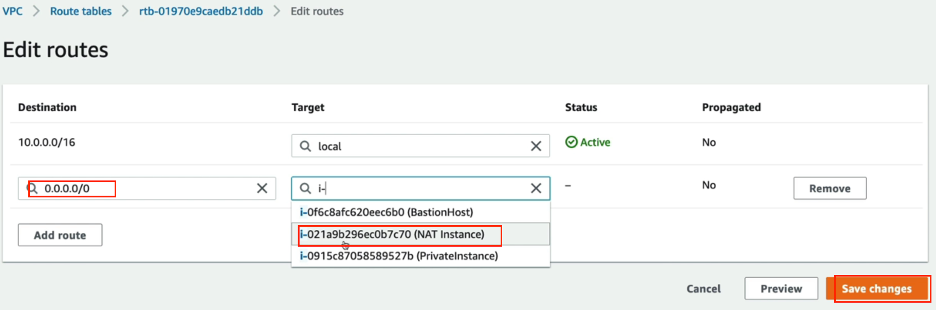 VPC > Route tables > rtb-01970e9caedb21ddb > Edit routes
Edit routes
Destination Target Status Propagated
10.0.0.0/16 local Active No
0.0.0.0/0 i- – No Remove
i-0f6c8afc620eec6b0 (BastionHost)
Add route i-021a9b296ec0b7c70 (NAT Instance)
i-0915c87058589527b (PrivateInstance)
Cancel Preview Save changes